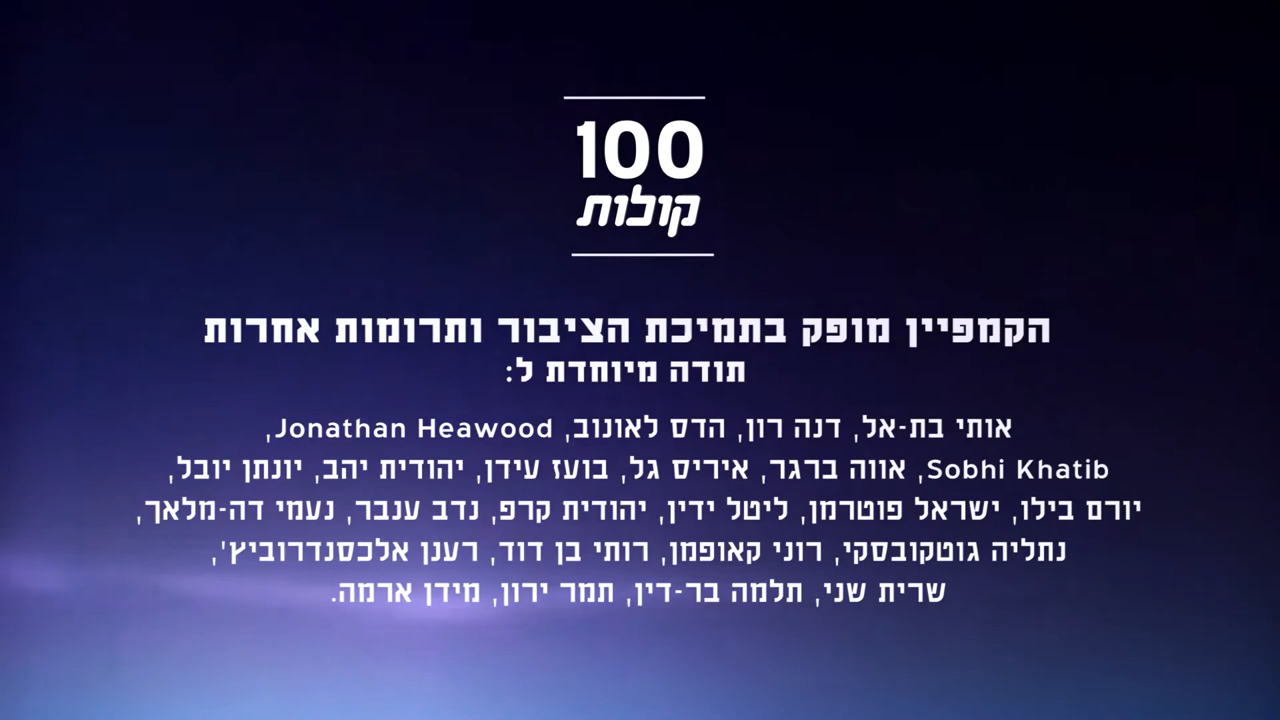 100
קולות
הקמפיין מופק בתמיכת הציבור ותרומות אחרות
תודה מיוחדת ל:
אותי בת-אל, דנה רון, הדס לאונוב, Jonathan Heawood,
Sobhi Khatib, אווה ברגר, איריס גל, בועז עידן, יהודית יהב, יונתן יובל,
יורם בילו, ישראל פוטרמן, ליטל ידין, יהודית קרפ, נדב ענבר, נעמי דה-מלאך,
נתליה גוטקובסקי, רוני קאופמן, רותי בן דוד, רענן אלכסנדרוביץ',
שרית שני, תלמה בר-דין, תמר ירון, מידן ארמה.